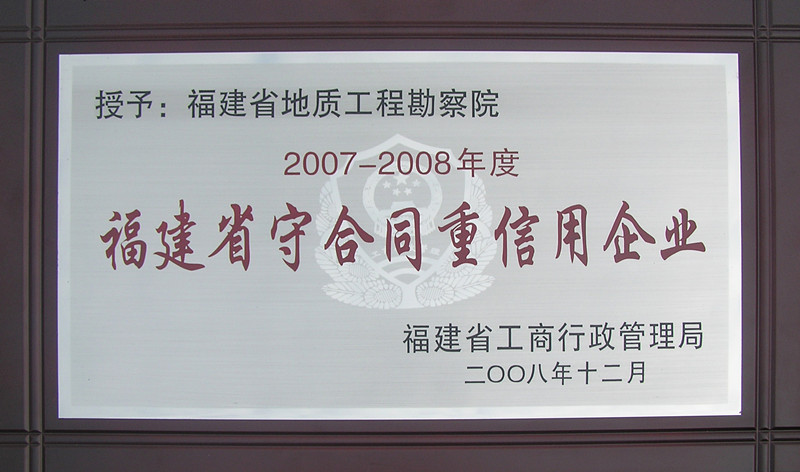 授予：福建省地质工程勘察院
2007-2008年度
福建省守合同重信用企业
福建省工商行政管理局
二〇〇八年十二月